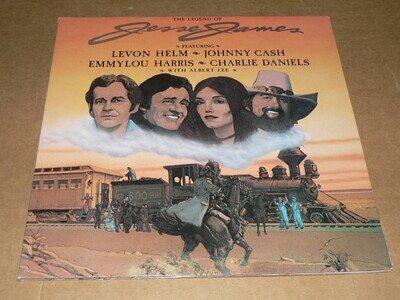 THE LEGEND OF
Jesse James
~ FEATURING ~
LEVON HELM ~ JOHNNY CASH
EMMYLOU HARRIS ~ CHARLIE DANIELS
~ WITH ALBERT LEE ~